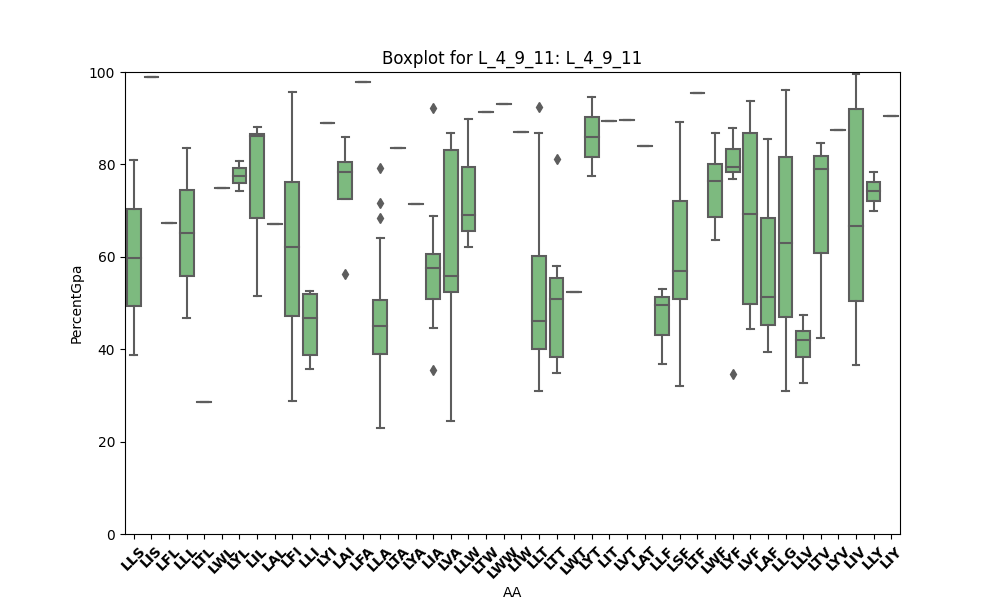 Boxplot for L_4_9_11: L_4_9_11
PercentGpa
100
80
60
40
20
0
LLS LIS LFL LLL LTL LWL LYL LIL LAL LFI LLI LYI LAI LFA LLA LTA LYA LIA LVA LLW LTW LWW LIW LLT LTT LWT LYT LIT LVT LAT LLF LSF LTF LWF LYF LVF LAF LLG LLV LTV LYV LIV LLY LIY
AA